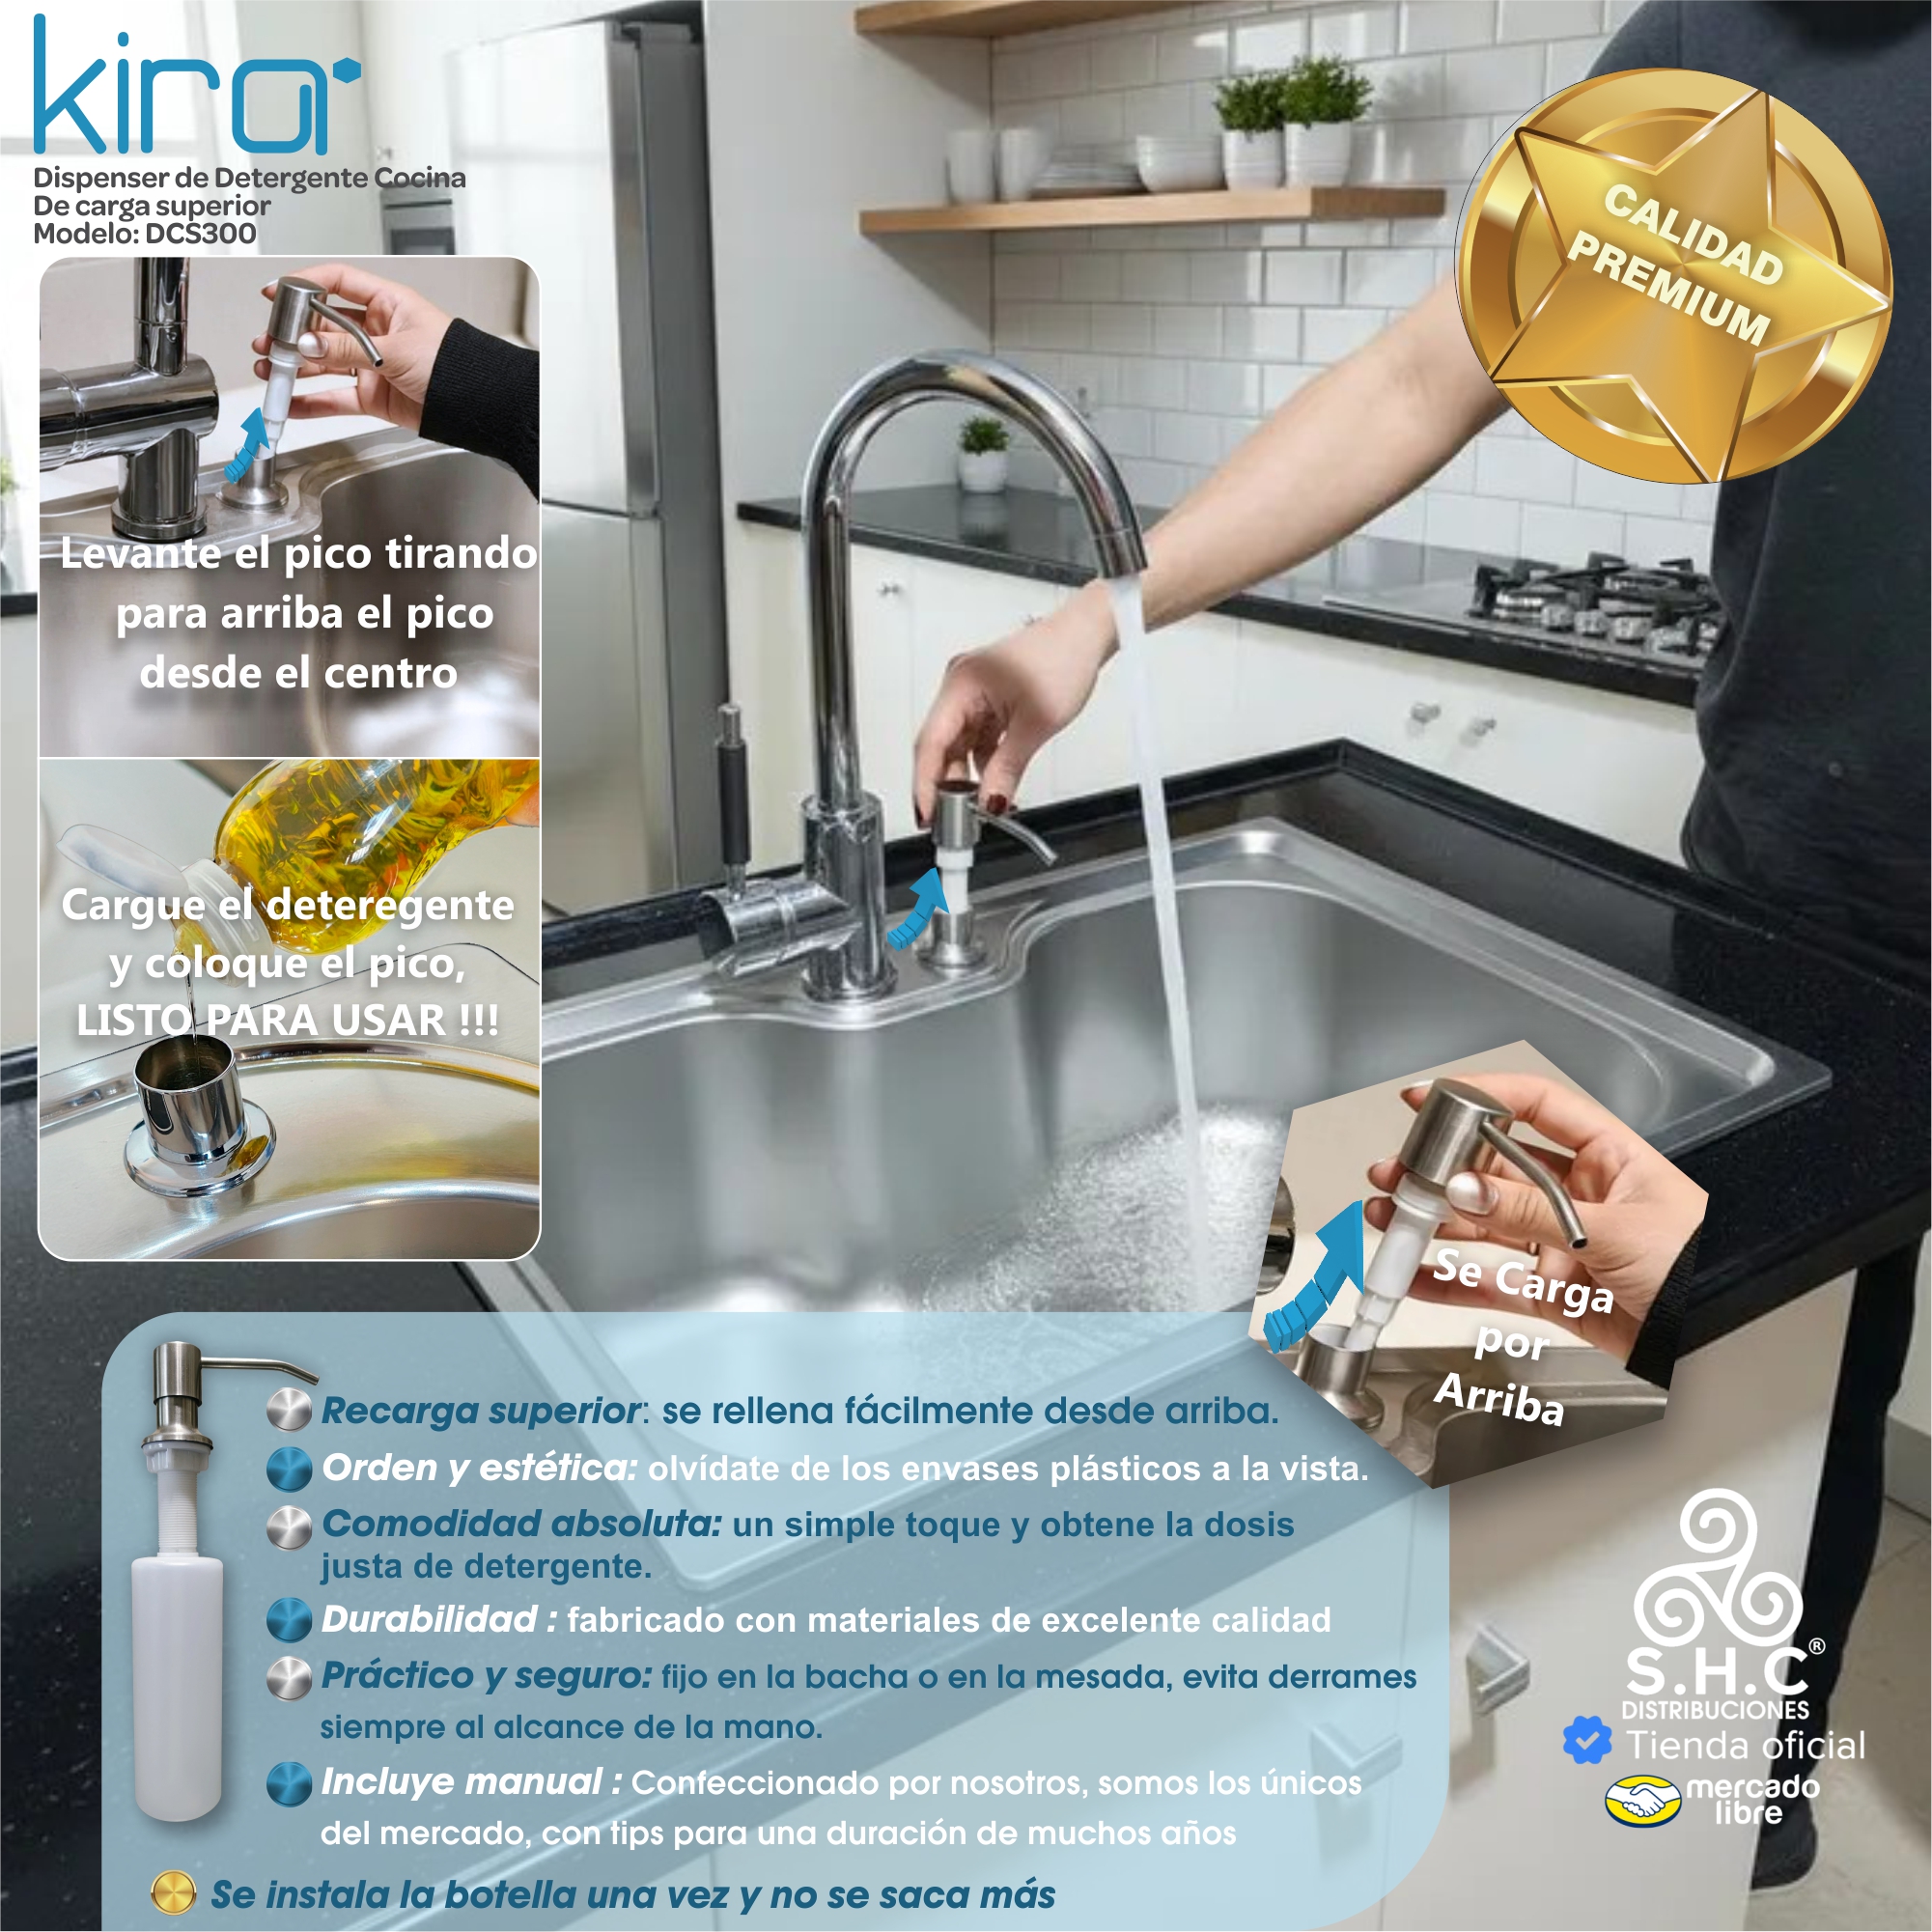 kira
Dispenser de Detergente Cocina
De carga superior
Modelo: DCS300
CALIDAD
PREMIUM
Levante el pico tirando
para arriba el pico
desde el centro
Cargue el deteregente
y coloque el pico,
LISTO PARA USAR !!!
Se Carga
por
Arriba
Recarga superior: se rellena fácilmente desde arriba.
Orden y estética: olvídate de los envases plásticos a la vista.
Comodidad absoluta: un simple toque y obtene la dosis
justa de detergente.
Durabilidad : fabricado con materiales de excelente calidad
Práctico y seguro: fijo en la bacha o en la mesada, evita derrames
siempre al alcance de la mano.
Incluye manual : Confeccionado por nosotros, somos los únicos
del mercado, con tips para una duración de muchos años
Se instala la botella una vez y no se saca más
S.H.C®
DISTRIBUCIONES
Tienda oficial
mercado
libre